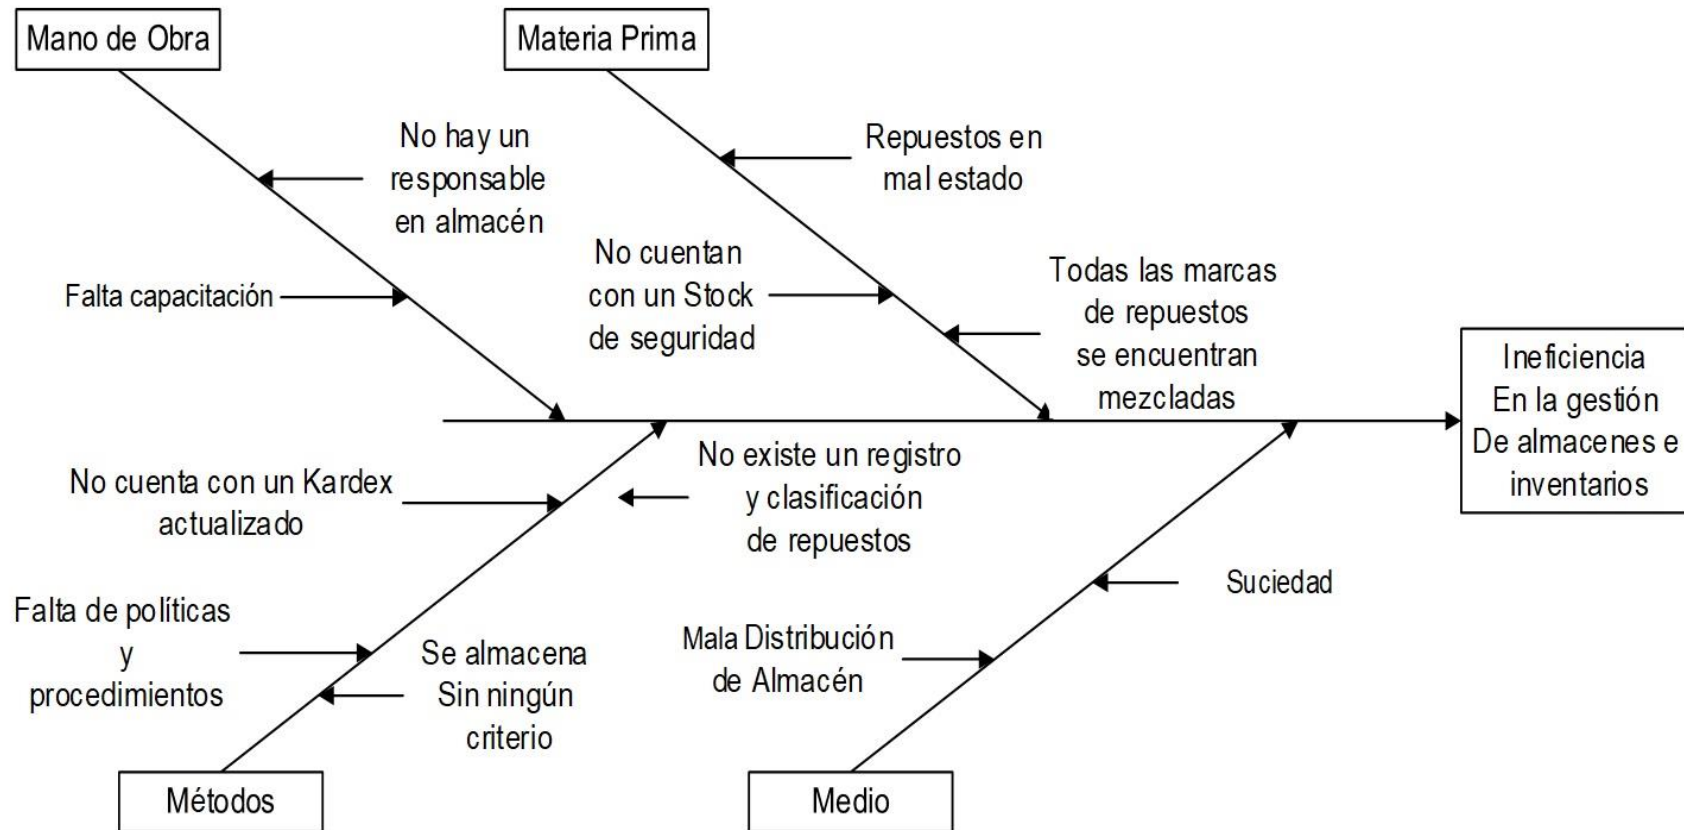 Mano de Obra
Materia Prima
No hay un
responsable
en almacén
Repuestos en
mal estado
Falta capacitación
No cuentan
con un Stock
de seguridad
Todas las marcas
de repuestos
se encuentran
mezcladas
Ineficiencia
En la gestión
De almacenes e
inventarios
No cuenta con un Kardex
actualizado
No existe un registro
y clasificación
de repuestos
Falta de políticas
y
procedimientos
Se almacena
Sin ningún
criterio
Mala Distribución
de Almacén
Suciedad
Métodos
Medio